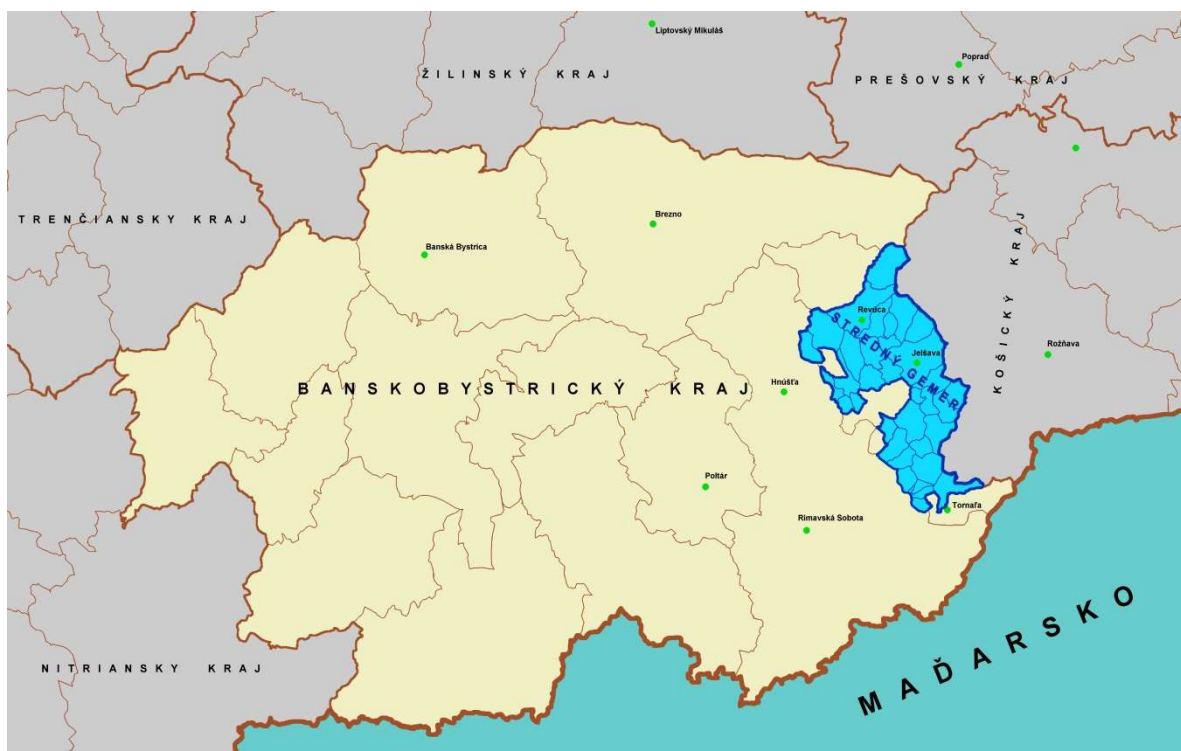 Liptovský Mikuláš
Poprad
ŽILINSKÝ KRAJ
PREŠOVSKÝ KRAJ
TRENČIANSKY KRAJ
Brezno
Banská Bystrica
KOŠICKÝ KRAJ
Revúca
STREDNÝ GEMER
Jelšava
Rožňava
BANSKOBYSTRICKÝ KRAJ
Hnúšťa
Poltár
Tornaľa
Rimavská Sobota
MAĎARSKO
NITRIANSKY KRAJ